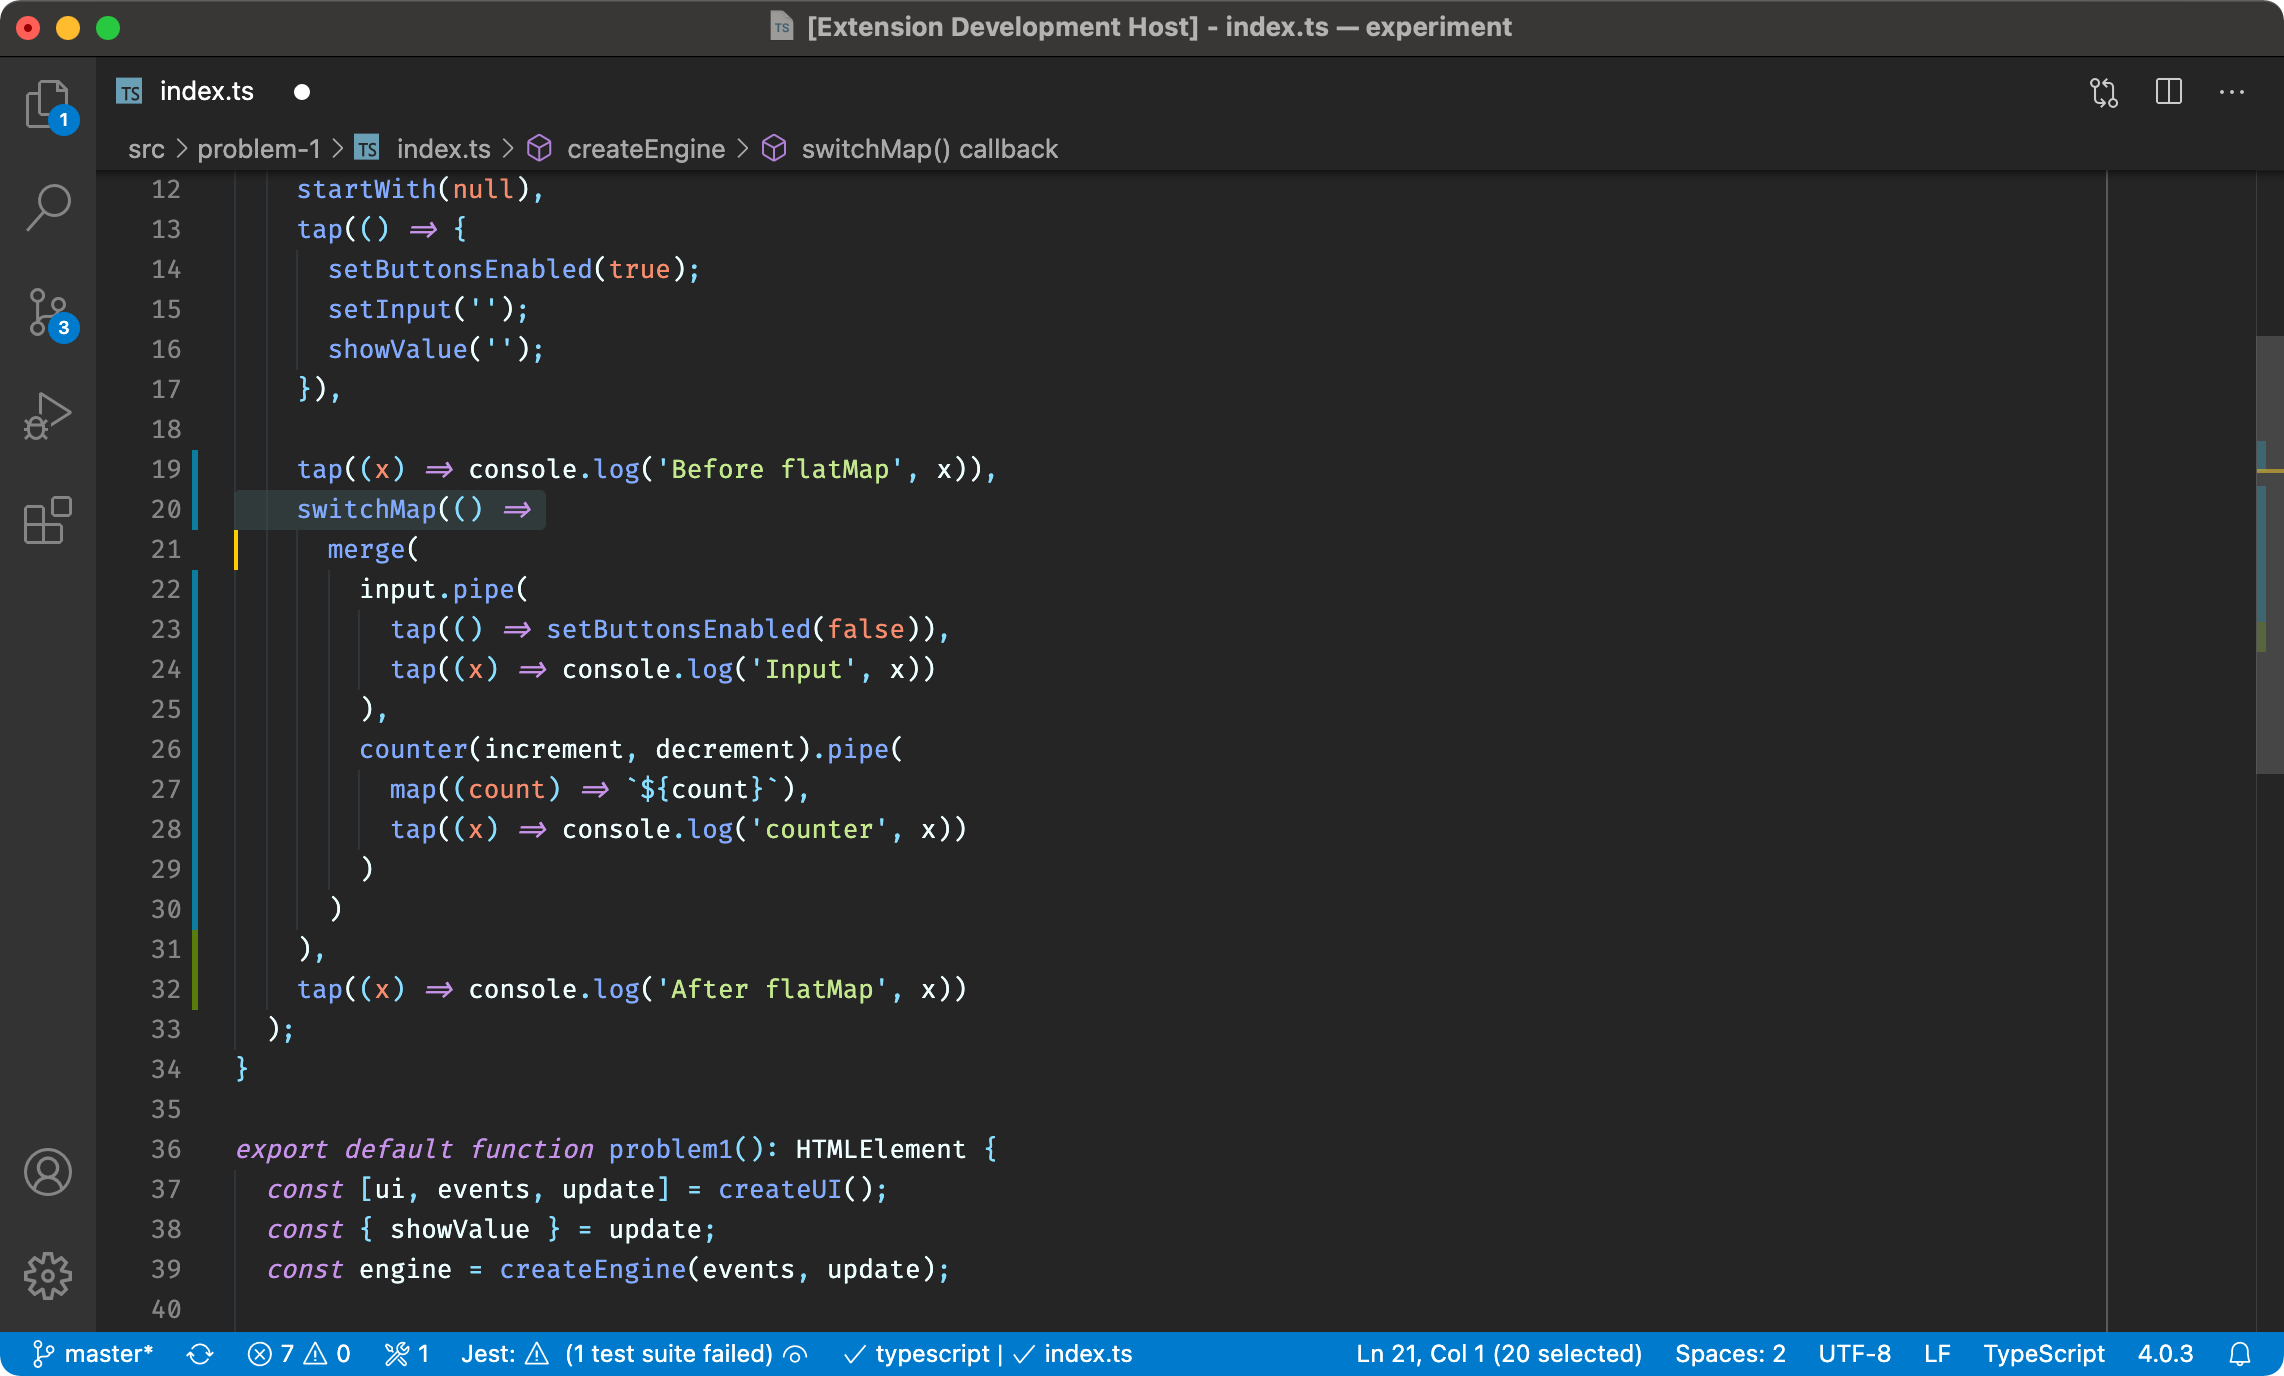 TS [Extension Development Host] - index.ts — experiment
TS index.ts
1
src > problem-1 > TS index.ts > createEngine > switchMap() callback
12 startWith(null),
13 tap(() => {
14 setButtonsEnabled(true);
3
15 setInput('');
16 showValue('');
17 }),
18
19 tap((x) => console.log('Before flatMap', x)),
20 switchMap(() =>
21 merge(
22 input.pipe(
23 tap(() => setButtonsEnabled(false)),
24 tap((x) => console.log('Input', x))
25 ),
26 counter(increment, decrement).pipe(
27 map((count) => `${count}`),
28 tap((x) => console.log('counter', x))
29 )
30 )
31 ),
32 tap((x) => console.log('After flatMap', x))
33 );
34 }
35
36 export default function problem1(): HTMLElement {
37 const [ui, events, update] = createUI();
38 const { showValue } = update;
39 const engine = createEngine(events, update);
40
master* 7 0 1 Jest: (1 test suite failed) typescript | index.ts Ln 21, Col 1 (20 selected) Spaces: 2 UTF-8 LF TypeScript 4.0.3